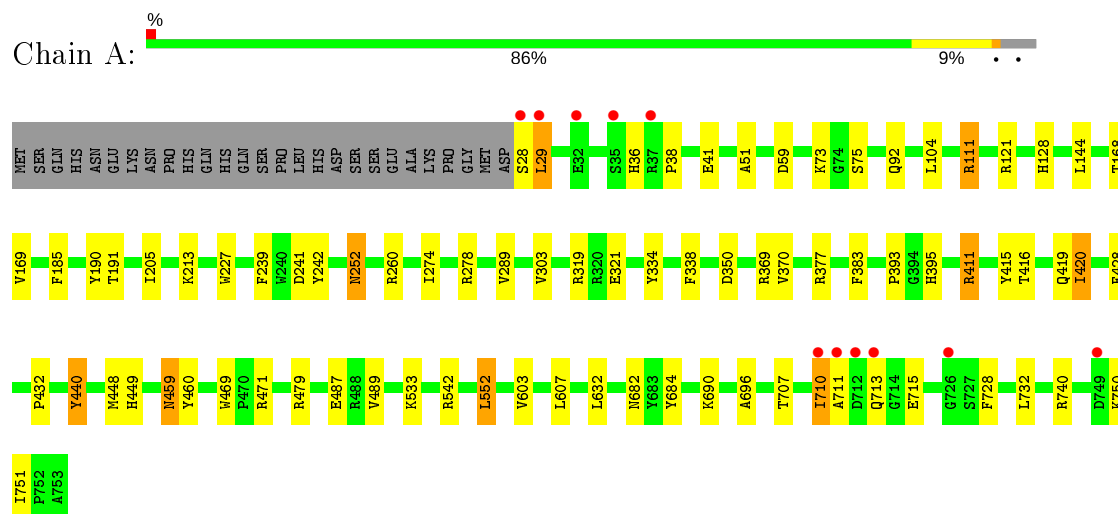 %
Chain A:
86% 9% • •
MET SER GLN HIS ASN GLU LYS ASN PRO HIS GLN HIS GLN SER PRO LEU HIS ASP SER SER GLU ALA LYS PRO GLY MET ASP S28 L29 E32 S35 H36 R37 P38 E41 A51 D59 K73 G74 S75 Q92 L104 R111 R121 H128 L144 T168
V169 F185 Y190 T191 I205 K213 W227 F239 W240 D241 Y242 N252 R260 I274 R278 V289 V303 R319 R320 E321 Y334 F338 D350 R369 V370 R377 F383 P393 G394 H395 R411 Y415 T416 Q419 I420 E428
P432 Y440 M448 H449 N459 Y460 W469 P470 R471 R479 E487 R488 V489 K533 R542 L552 V603 L607 L632 N682 Y683 Y684 K690 A696 T707 I710 A711 D712 Q713 G714 E715 G726 S727 F728 L732 R740 D749 K750
I751 P752 A753